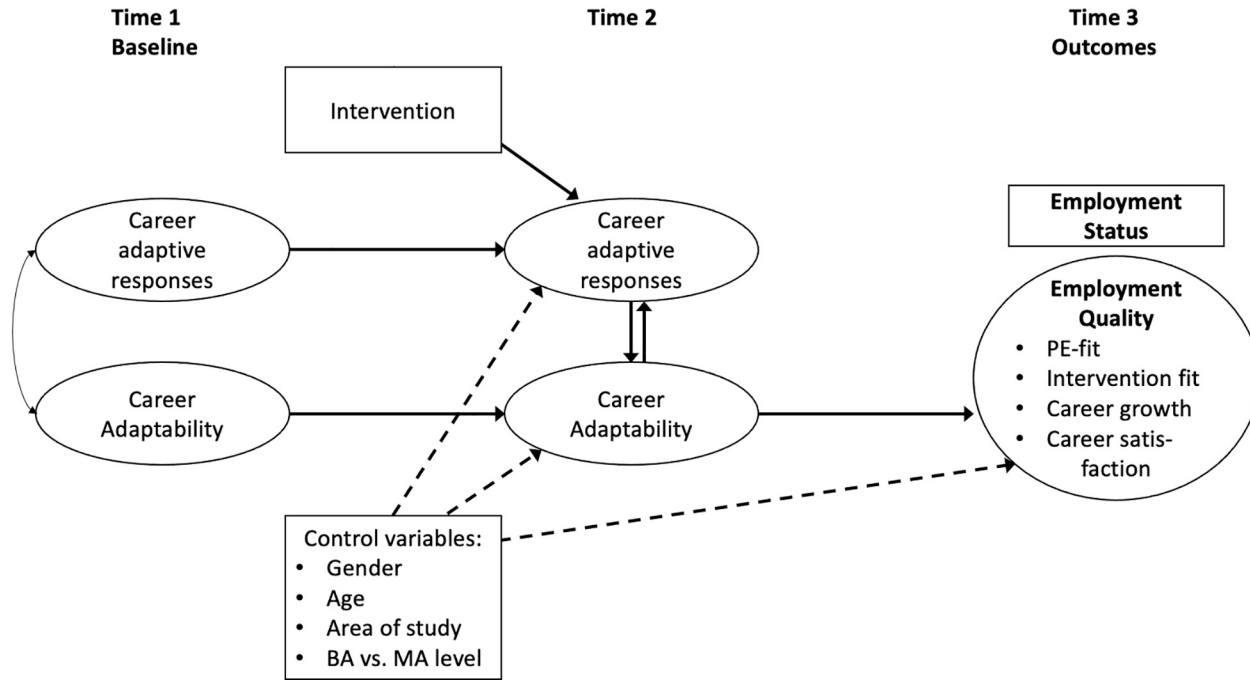 Time 1
Baseline
Time 2
Time 3
Outcomes
Intervention
Career
adaptive
responses
Career
adaptive
responses
Employment
Status
Employment
Quality
• PE-fit
• Intervention fit
• Career growth
• Career satis-
faction
Career
Adaptability
Career
Adaptability
Control variables:
• Gender
• Age
• Area of study
• BA vs. MA level